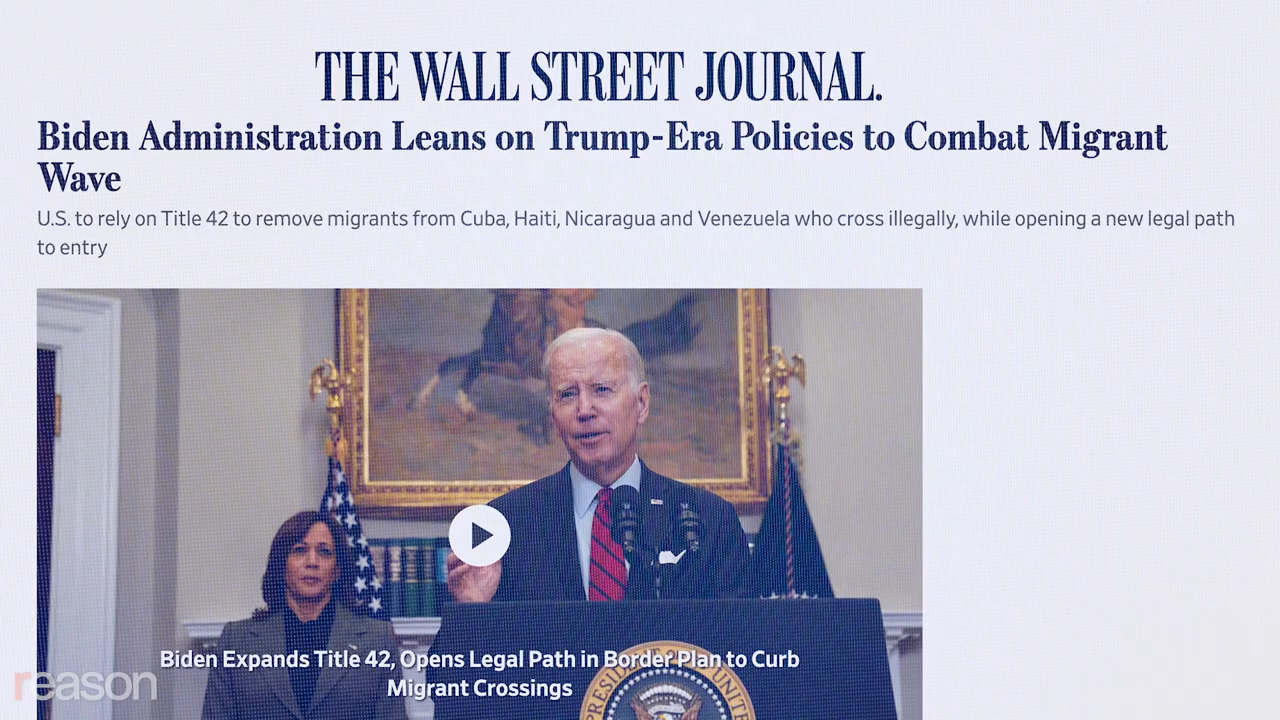 THE WALL STREET JOURNAL.
Biden Administration Leans on Trump-Era Policies to Combat Migrant
Wave
U.S. to rely on Title 42 to remove migrants from Cuba, Haiti, Nicaragua and Venezuela who cross illegally, while opening a new legal path
to entry
Biden Expands Title 42, Opens Legal Path in Border Plan to Curb
Migrant Crossings
reason